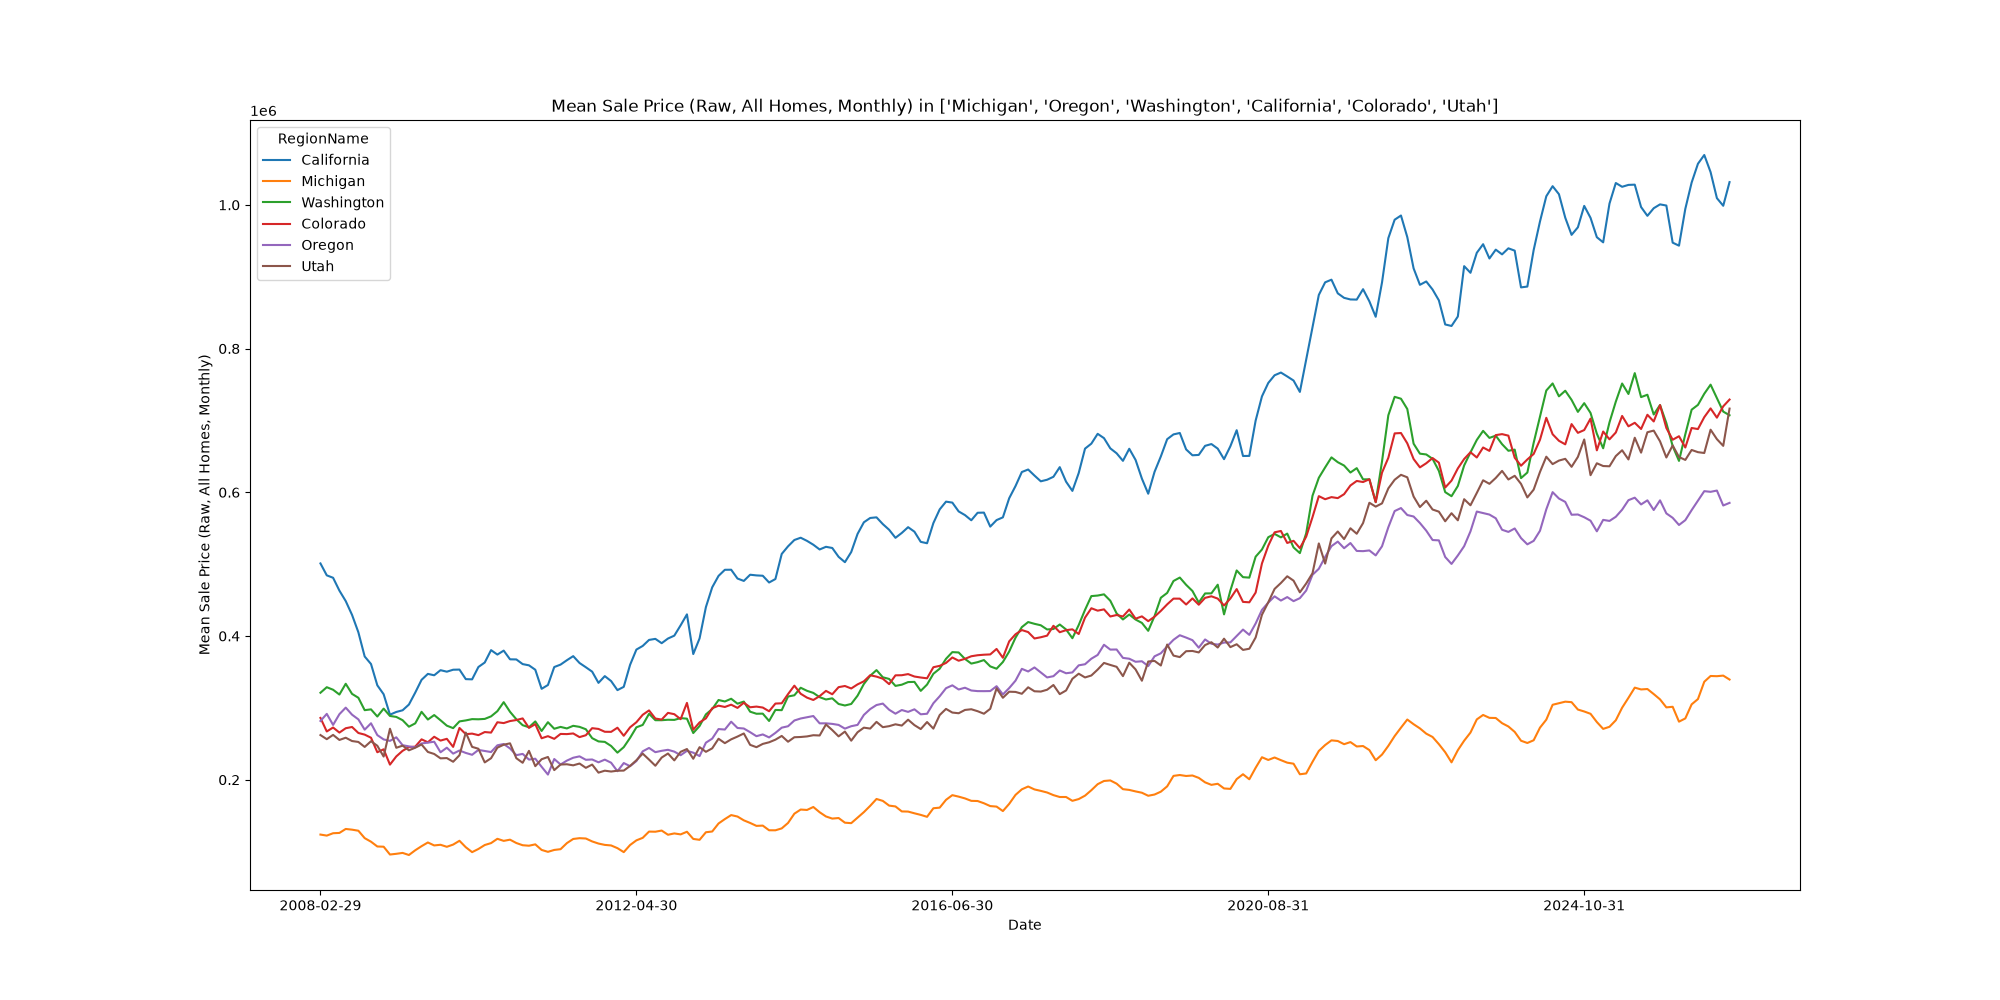 Mean Sale Price (Raw, All Homes, Monthly) in ['Michigan', 'Oregon', 'Washington', 'California', 'Colorado', 'Utah']
1e6
RegionName
California
Michigan
Washington
Colorado
Oregon
Utah
Mean Sale Price (Raw, All Homes, Monthly)
1.0
0.8
0.6
0.4
0.2
2008-02-29
2012-04-30
2016-06-30
2020-08-31
2024-10-31
Date